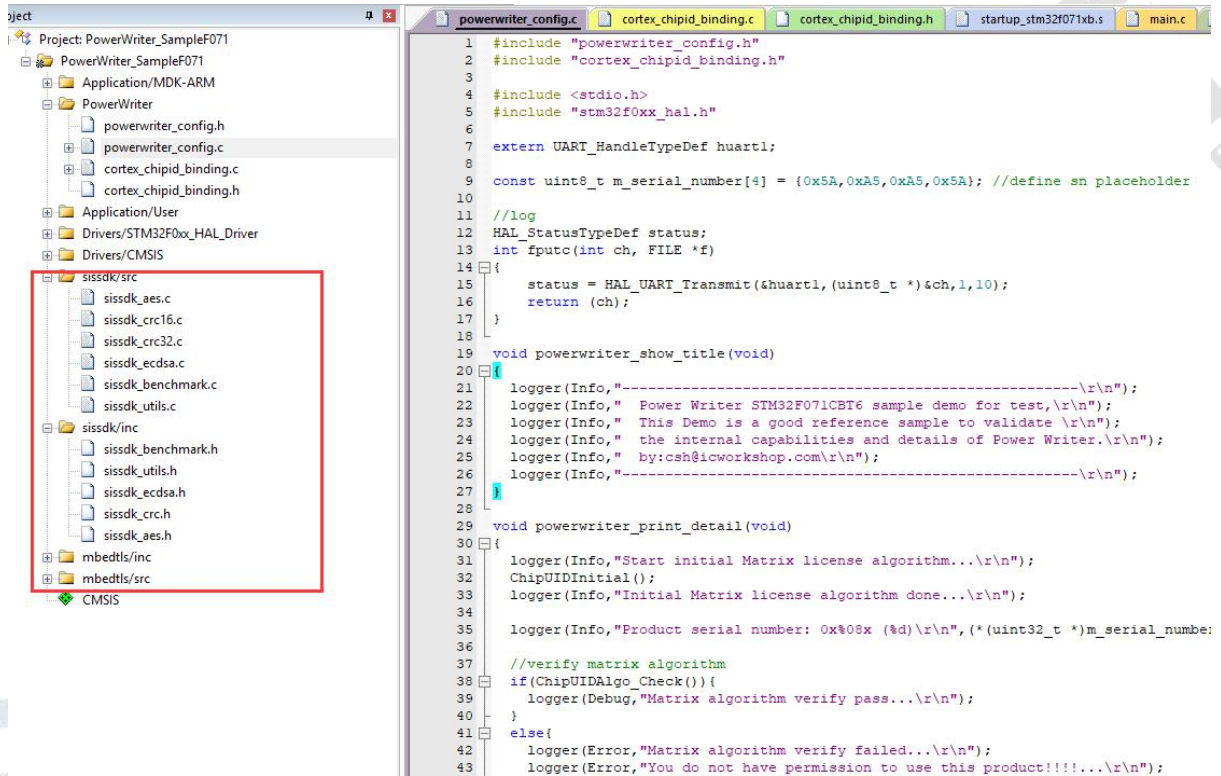 oject
Project: PowerWriter_SampleF071
PowerWriter_SampleF071
Application/MDK-ARM
PowerWriter
powerwriter_config.h
powerwriter_config.c
cortex_chipid_binding.c
cortex_chipid_binding.h
Application/User
Drivers/STM32F0xx_HAL_Driver
Drivers/CMSIS
sissdk/src
sissdk_aes.c
sissdk_crc16.c
sissdk_crc32.c
sissdk_ecdsa.c
sissdk_benchmark.c
sissdk_utils.c
sissdk/inc
sissdk_benchmark.h
sissdk_utils.h
sissdk_ecdsa.h
sissdk_crc.h
sissdk_aes.h
mbedtls/inc
mbedtls/src
CMSIS
powerwriter_config.c cortex_chipid_binding.c cortex_chipid_binding.h startup_stm32f071xb.s main.c
1 #include "powerwriter_config.h"
2 #include "cortex_chipid_binding.h"
3
4 #include <stdio.h>
5 #include "stm32f0xx_hal.h"
6
7 extern UART_HandleTypeDef huart1;
8
9 const uint8_t m_serial_number[4] = {0x5A,0xA5,0xA5,0x5A}; //define sn placeholder
10
11 //log
12 HAL_StatusTypeDef status;
13 int fputc(int ch, FILE *f)
14 {
15 status = HAL_UART_Transmit(&huart1,(uint8_t *)&ch,1,10);
16 return (ch);
17 }
18
19 void powerwriter_show_title(void)
20 {
21 logger(Info,"---------------------------------------------------------\r\n");
22 logger(Info," Power Writer STM32F071CBT6 sample demo for test,\r\n");
23 logger(Info," This Demo is a good reference sample to validate \r\n");
24 logger(Info," the internal capabilities and details of Power Writer.\r\n");
25 logger(Info," by:csh@icworkshop.com\r\n");
26 logger(Info,"---------------------------------------------------------\r\n");
27 }
28
29 void powerwriter_print_detail(void)
30 {
31 logger(Info,"Start initial Matrix license algorithm...\r\n");
32 ChipUIDInitial();
33 logger(Info,"Initial Matrix license algorithm done...\r\n");
34
35 logger(Info,"Product serial number: 0x%08x (%d)\r\n",(*(uint32_t *)m_serial_number
36
37 //verify matrix algorithm
38 if(ChipUIDAlgo_Check()){
39 logger(Debug,"Matrix algorithm verify pass...\r\n");
40 }
41 else{
42 logger(Error,"Matrix algorithm verify failed...\r\n");
43 logger(Error,"You do not have permission to use this product!!!!...\r\n");